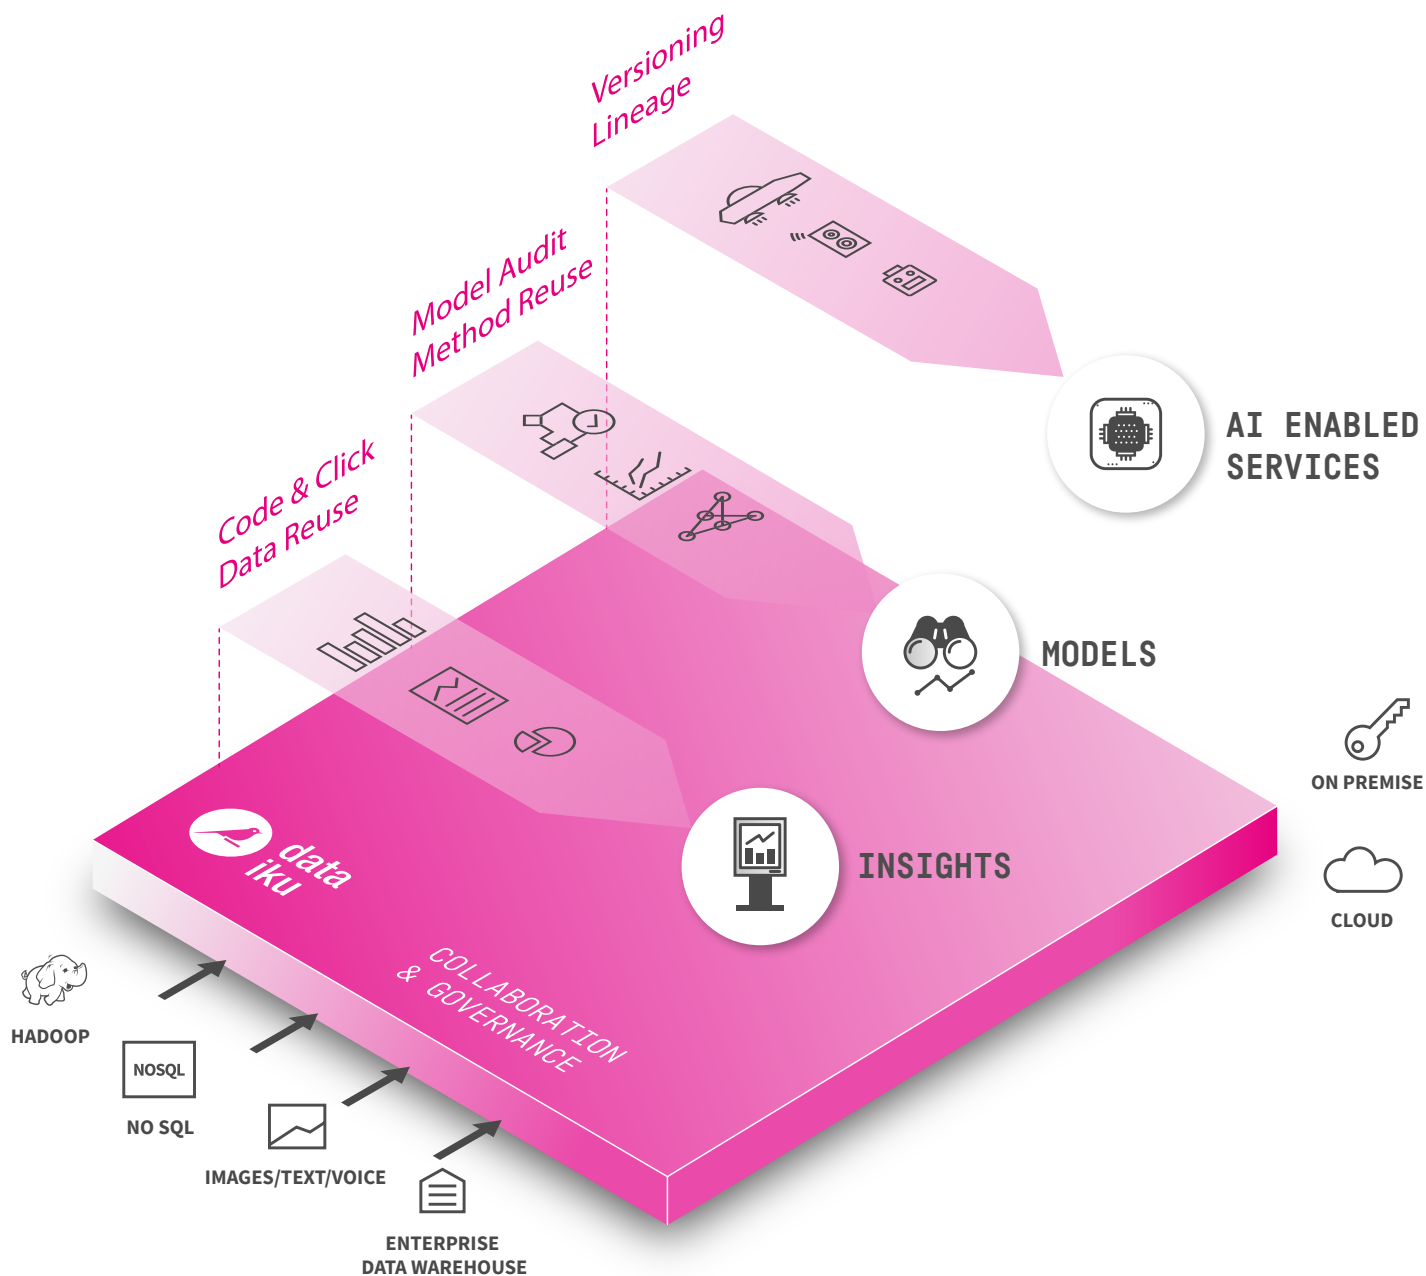 Versioning
Lineage
Model Audit
Method Reuse
Code & Click
Data Reuse
AI ENABLED
SERVICES
MODELS
INSIGHTS
ON PREMISE
CLOUD
data
iku
COLLABORATION
& GOVERNANCE
HADOOP
NOSQL
NO SQL
IMAGES/TEXT/VOICE
ENTERPRISE
DATA WAREHOUSE